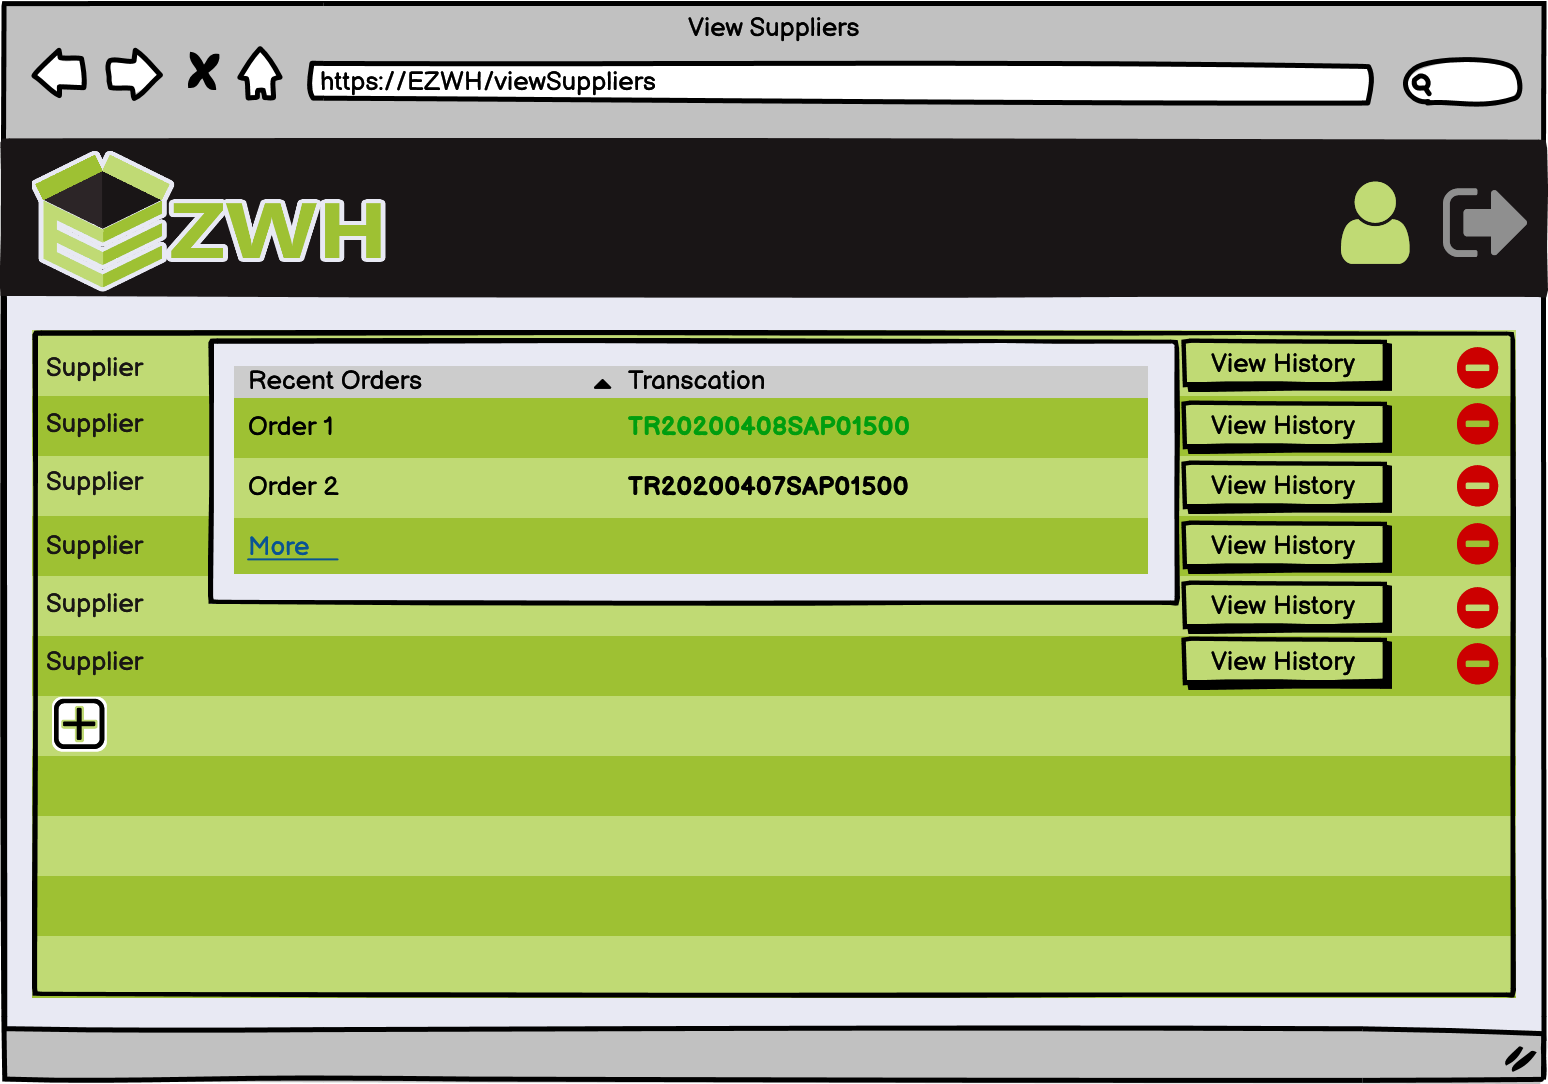 View Suppliers
https://EZWH/viewSuppliers
EZWH
Supplier
Recent Orders Transcation
View History
Supplier
Order 1 TR20200408SAP01500
View History
Supplier
Order 2 TR20200407SAP01500
View History
Supplier
More
View History
Supplier
View History
Supplier
View History